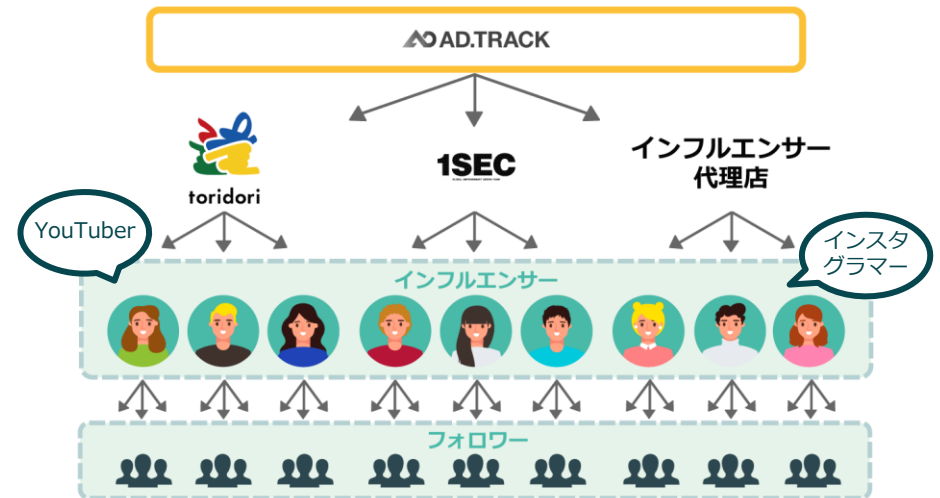 AD.TRACK
toridori
1SEC
インフルエンサー
代理店
YouTuber
インスタ
グラマー
インフルエンサー
フォロワー